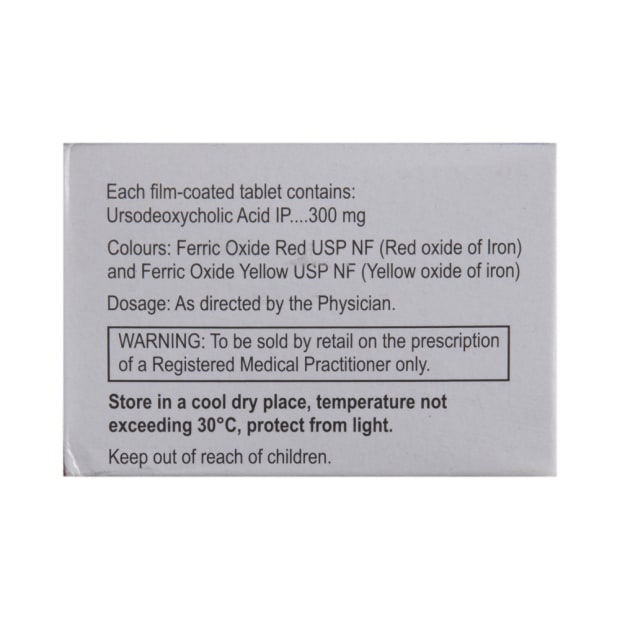 Each film-coated tablet contains:
Ursodeoxycholic Acid IP....300 mg
Colours: Ferric Oxide Red USP NF (Red oxide of Iron)
and Ferric Oxide Yellow USP NF (Yellow oxide of iron)
Dosage: As directed by the Physician.
WARNING: To be sold by retail on the prescription
of a Registered Medical Practitioner only.
Store in a cool dry place, temperature not
exceeding 30°C, protect from light.
Keep out of reach of children.